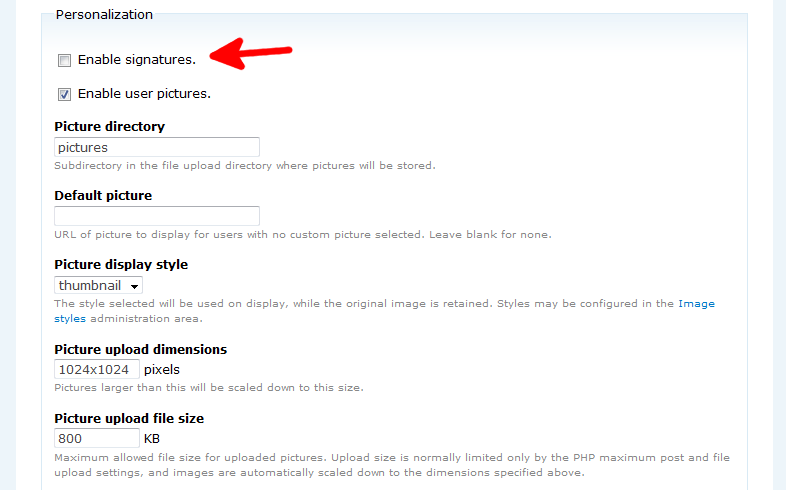 Personalization
Enable signatures.
Enable user pictures.
Picture directory
pictures
Subdirectory in the file upload directory where pictures will be stored.
Default picture
URL of picture to display for users with no custom picture selected. Leave blank for none.
Picture display style
thumbnail
The style selected will be used on display, while the original image is retained. Styles may be configured in the Image
styles administration area.
Picture upload dimensions
1024x1024 pixels
Pictures larger than this will be scaled down to this size.
Picture upload file size
800 KB
Maximum allowed file size for uploaded pictures. Upload size is normally limited only by the PHP maximum post and file
upload settings, and images are automatically scaled down to the dimensions specified above.